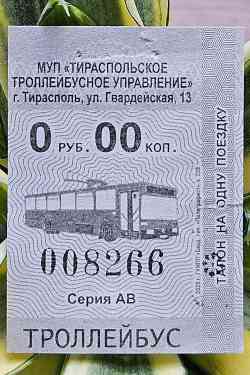 МУП «ТИРАСПОЛЬСКОЕ
ТРОЛЛЕЙБУСНОЕ УПРАВЛЕНИЕ»
г. Тирасполь, ул. Гвардейская, 13
0 РУБ. 00 КОП.
008266
Серия АВ
ТРОЛЛЕЙБУС
ТАЛОН НА ОДНУ ПОЕЗДКУ